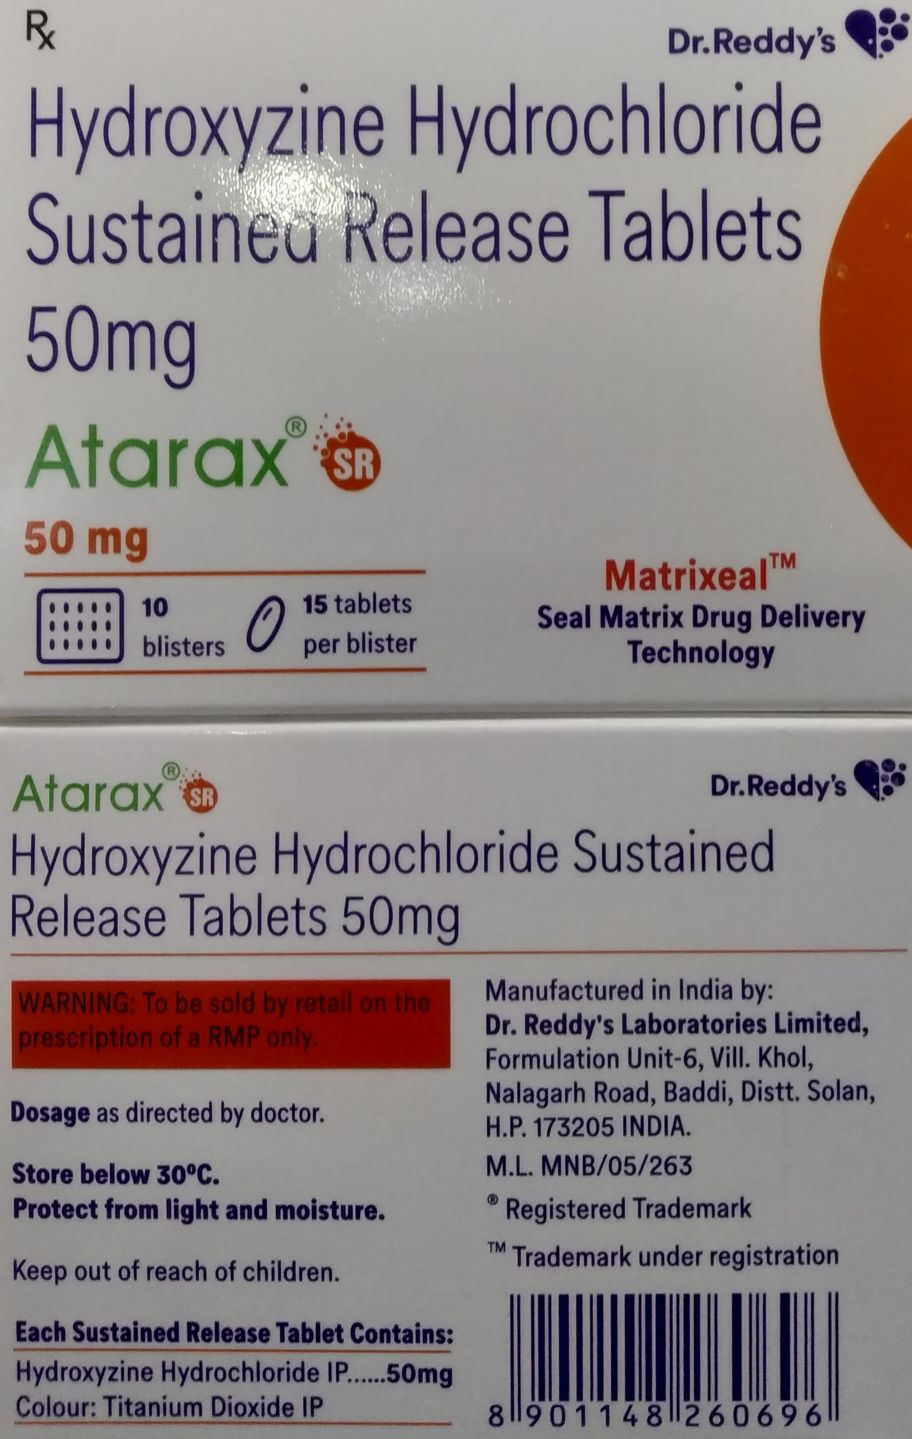 Rx
Dr.Reddy's
Hydroxyzine Hydrochloride
Sustained Release Tablets
50mg
Atarax® SR
50 mg
10
blisters
15 tablets
per blister
Matrixeal™
Seal Matrix Drug Delivery
Technology
Atarax® SR
Dr.Reddy's
Hydroxyzine Hydrochloride Sustained
Release Tablets 50mg
WARNING: To be sold by retail on the
prescription of a RMP only.
Dosage as directed by doctor.
Store below 30ºC.
Protect from light and moisture.
Keep out of reach of children.
Each Sustained Release Tablet Contains:
Hydroxyzine Hydrochloride IP......50mg
Colour: Titanium Dioxide IP
Manufactured in India by:
Dr. Reddy's Laboratories Limited,
Formulation Unit-6, Vill. Khol,
Nalagarh Road, Baddi, Distt. Solan,
H.P. 173205 INDIA.
M.L. MNB/05/263
® Registered Trademark
™ Trademark under registration
8 901148 260696